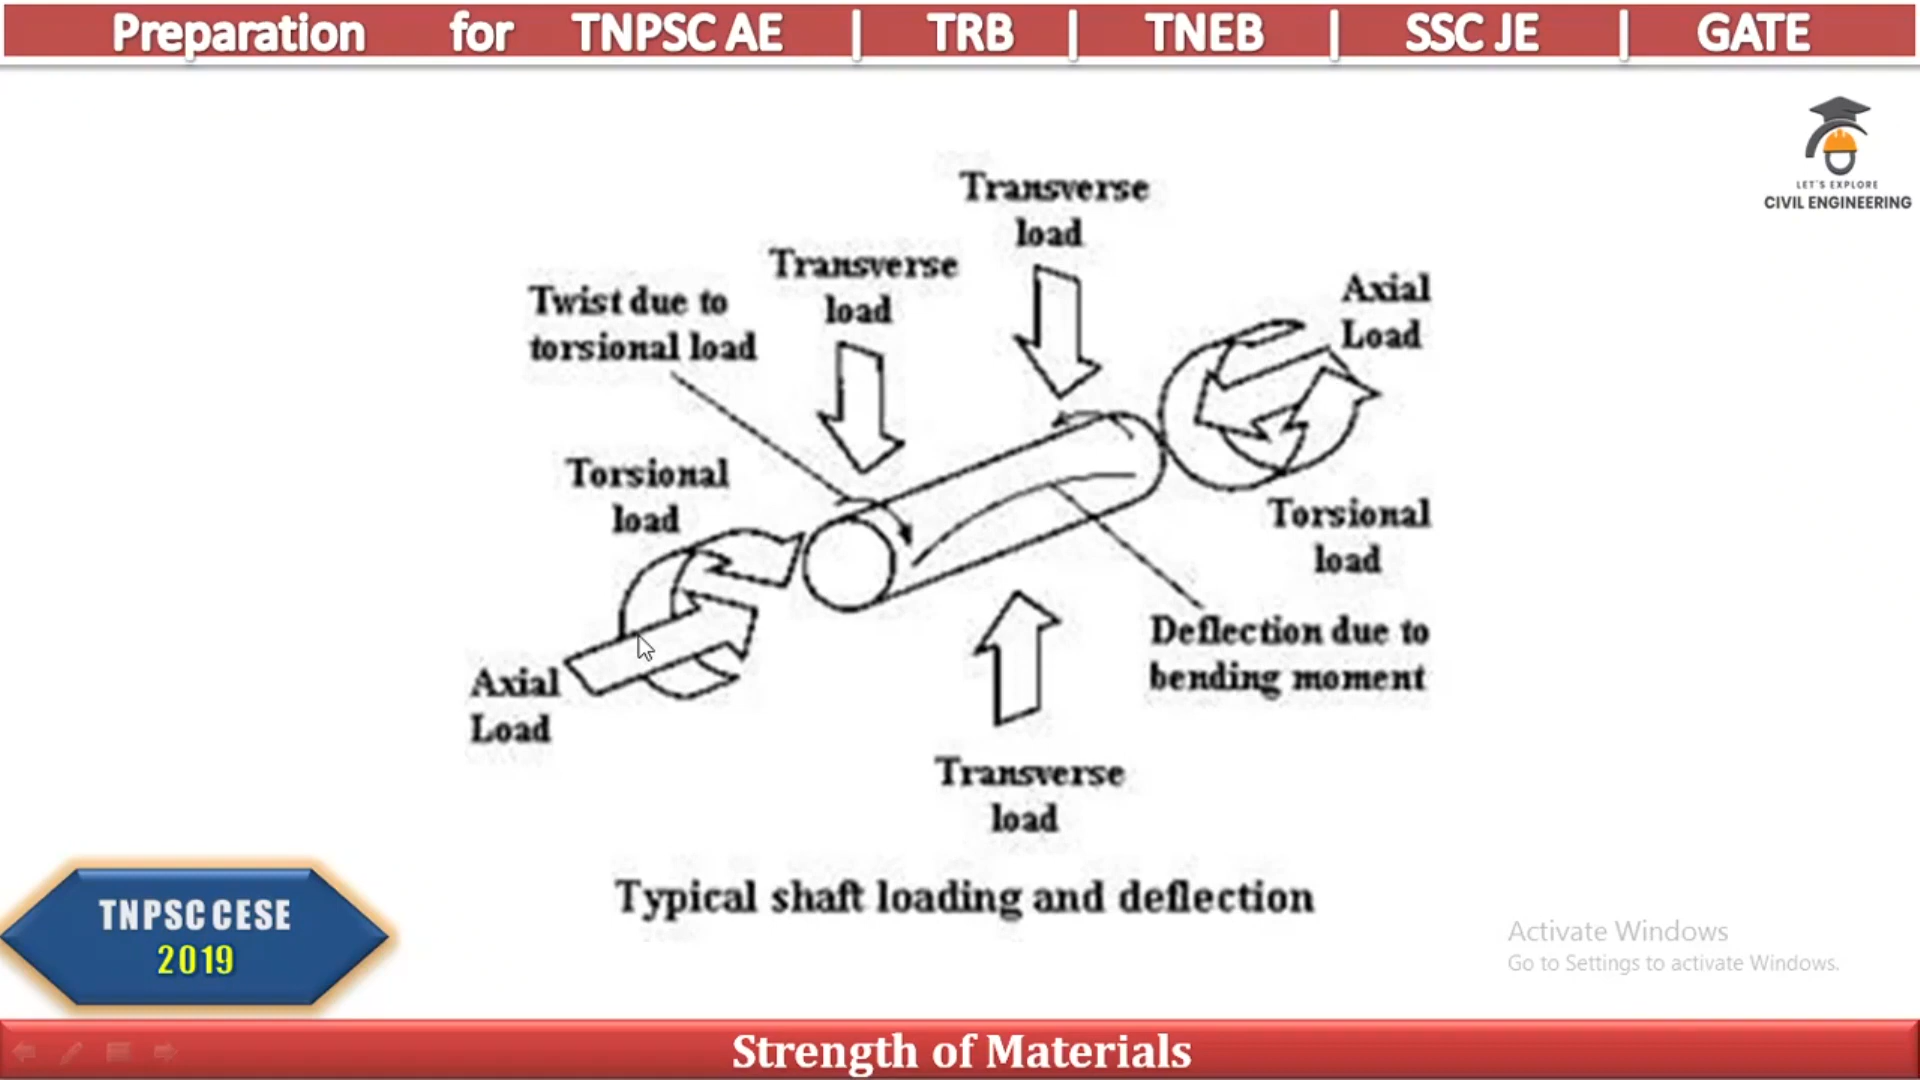 Preparation for TNPSC AE | TRB | TNEB | SSC JE | GATE
LET'S EXPLORE
CIVIL ENGINEERING
Transverse
load
Transverse
load
Twist due to
torsional load
Axial
Load
Torsional
load
Torsional
load
Deflection due to
bending moment
Axial
Load
Transverse
load
Typical shaft loading and deflection
TNPSC CESE
2019
Activate Windows
Go to Settings to activate Windows.
Strength of Materials